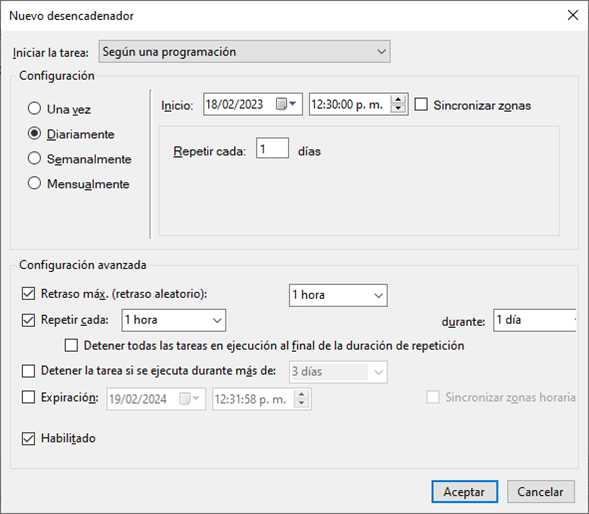 Nuevo desencadenador
Iniciar la tarea: Según una programación
Configuración
Una vez
Diariamente
Semanalmente
Mensualmente
Inicio: 18/02/2023 12:30:00 p. m. Sincronizar zonas
Repetir cada: 1 días
Configuración avanzada
Retraso máx. (retraso aleatorio): 1 hora
Repetir cada: 1 hora durante: 1 día
Detener todas las tareas en ejecución al final de la duración de repetición
Detener la tarea si se ejecuta durante más de: 3 días
Expiración: 19/02/2024 12:31:58 p. m. Sincronizar zonas horaria
Habilitado
Aceptar Cancelar